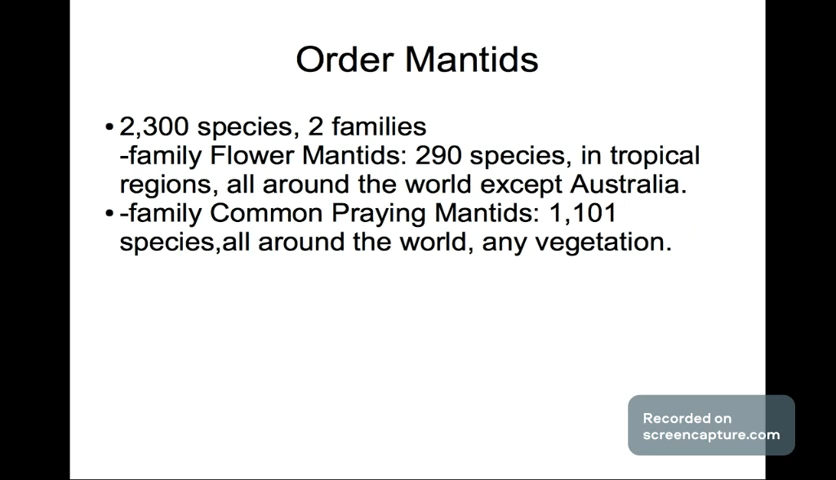 Order Mantids
• 2,300 species, 2 families
-family Flower Mantids: 290 species, in tropical
regions, all around the world except Australia.
• -family Common Praying Mantids: 1,101
species,all around the world, any vegetation.
Recorded on
screencapture.com